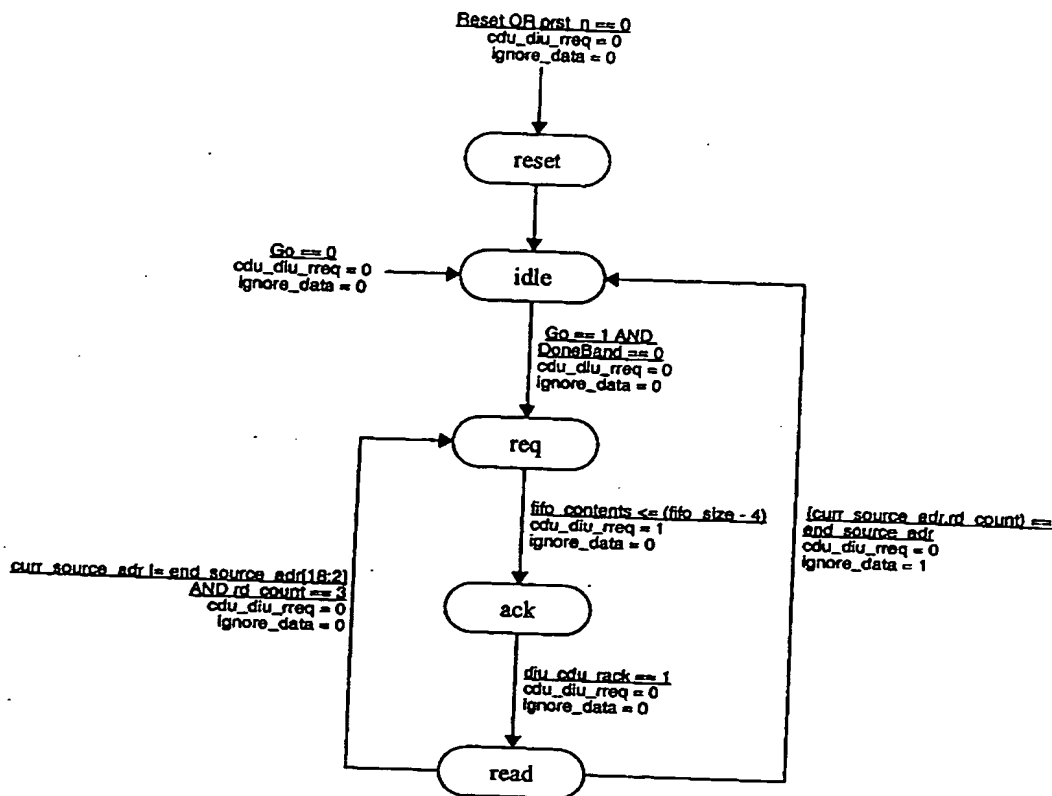 Reset OR prst_n == 0
cdu_diu_rreq = 0
ignore_data = 0
reset
Go == 0
cdu_diu_rreq = 0
ignore_data = 0
idle
Go == 1 AND
DoneBand == 0
cdu_diu_rreq = 0
ignore_data = 0
req
fifo_contents <= (fifo_size - 4)
cdu_diu_rreq = 1
ignore_data = 0
{curr_source_adr,rd_count} ==
end_source_adr
cdu_diu_rreq = 0
ignore_data = 1
curr_source_adr != end_source_adr[18:2]
AND rd_count == 3
cdu_diu_rreq = 0
ignore_data = 0
ack
diu_cdu_rack == 1
cdu_diu_rreq = 0
ignore_data = 0
read